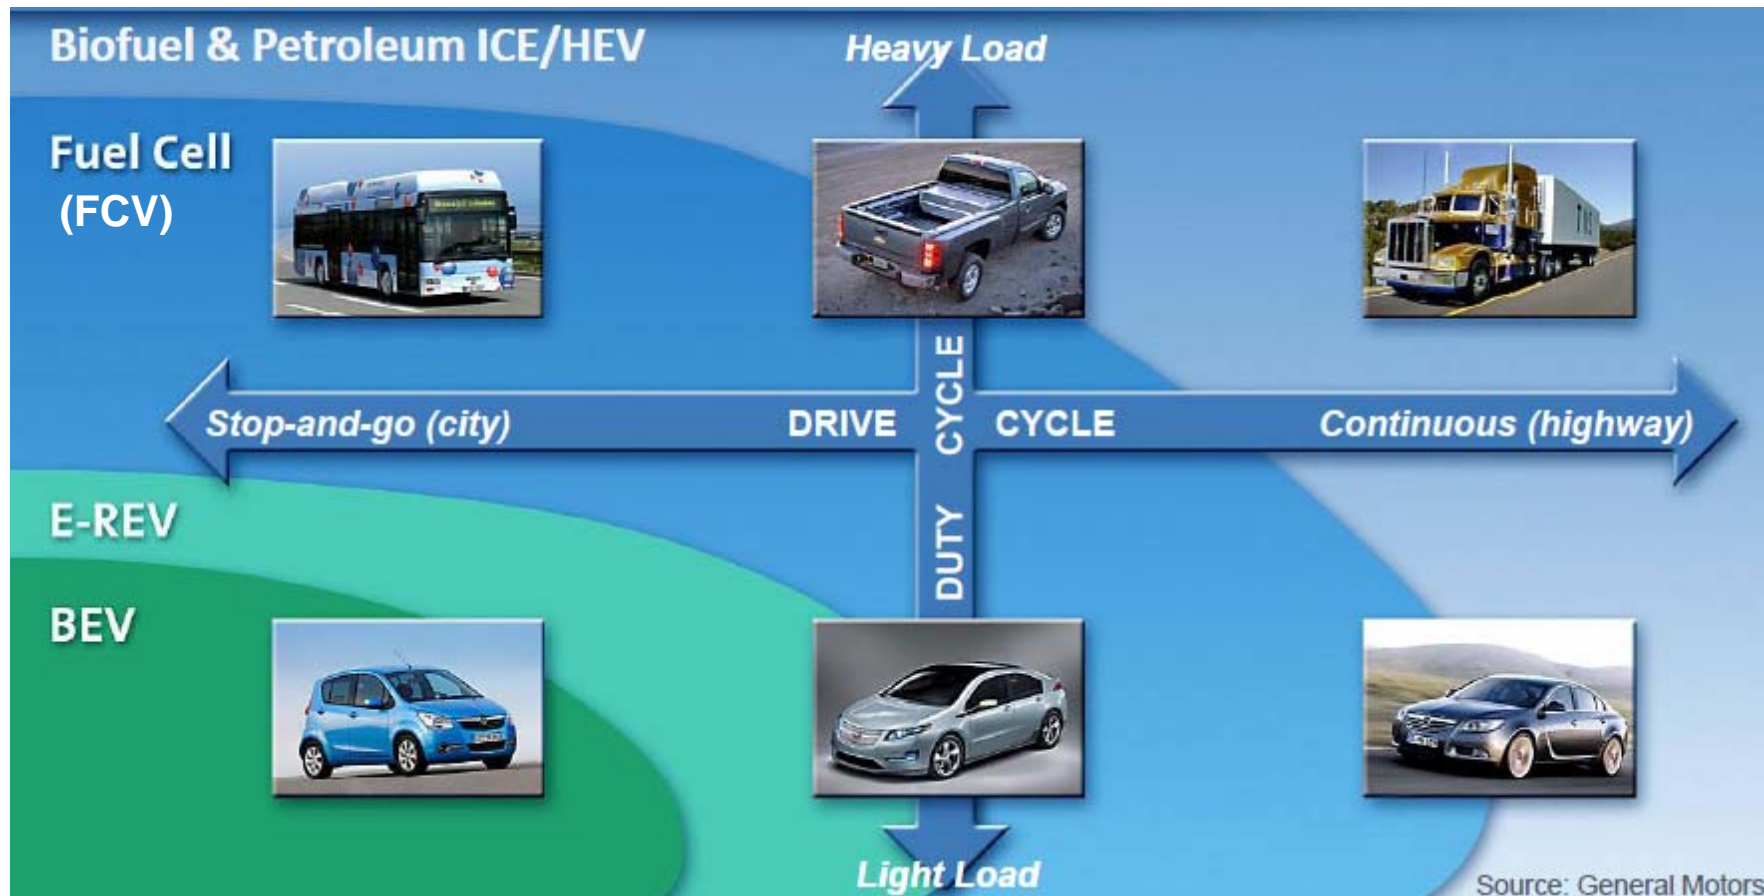 Biofuel & Petroleum ICE/HEV
Heavy Load
Fuel Cell
(FCV)
Stop-and-go (city)
DRIVE CYCLE
Continuous (highway)
DUTY CYCLE
E-REV
BEV
Light Load
Source: General Motors